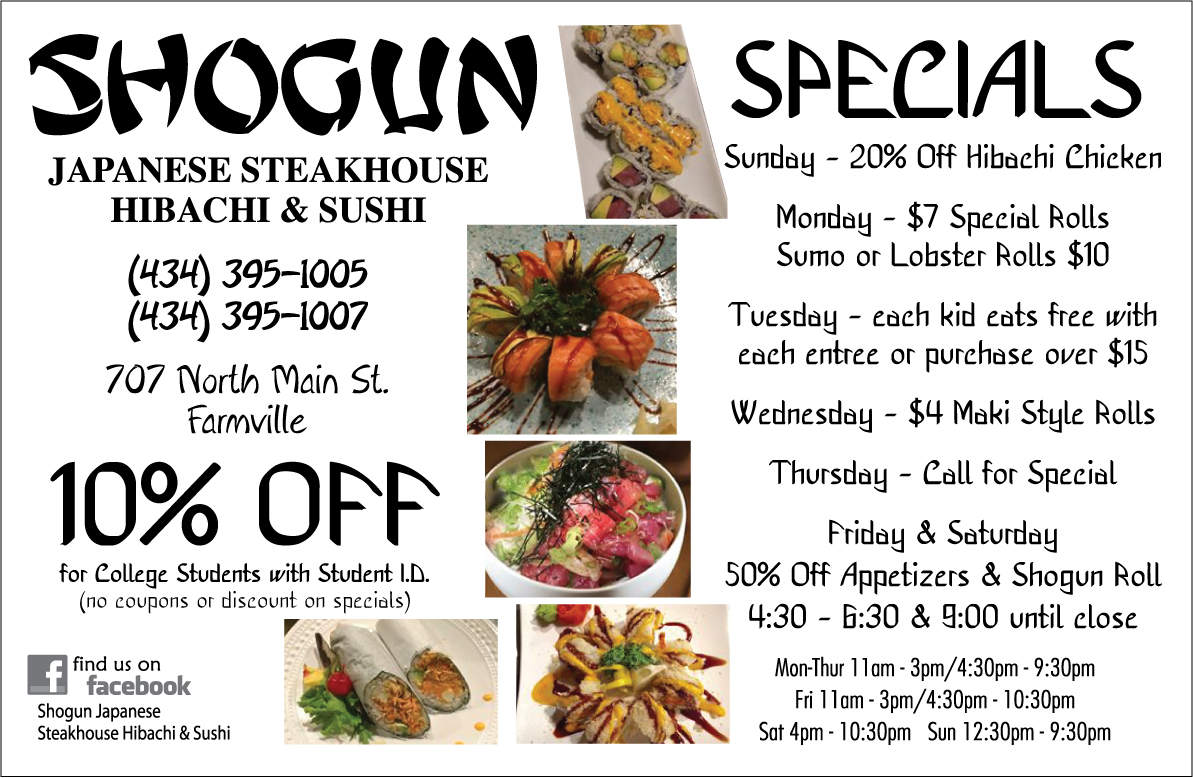 SHOGUN
JAPANESE STEAKHOUSE
HIBACHI & SUSHI
(434) 395-1005
(434) 395-1007
707 North Main St.
Farmville
10% OFF
for College Students with Student I.D.
(no coupons or discount on specials)
f find us on
facebook
Shogun Japanese
Steakhouse Hibachi & Sushi
SPECIALS
Sunday - 20% Off Hibachi Chicken
Monday - $7 Special Rolls
Sumo or Lobster Rolls $10
Tuesday - each kid eats free with
each entree or purchase over $15
Wednesday - $4 Maki Style Rolls
Thursday - Call for Special
Friday & Saturday
50% Off Appetizers & Shogun Roll
4:30 - 6:30 & 9:00 until close
Mon-Thur 11am - 3pm/4:30pm - 9:30pm
Fri 11am - 3pm/4:30pm - 10:30pm
Sat 4pm - 10:30pm Sun 12:30pm - 9:30pm